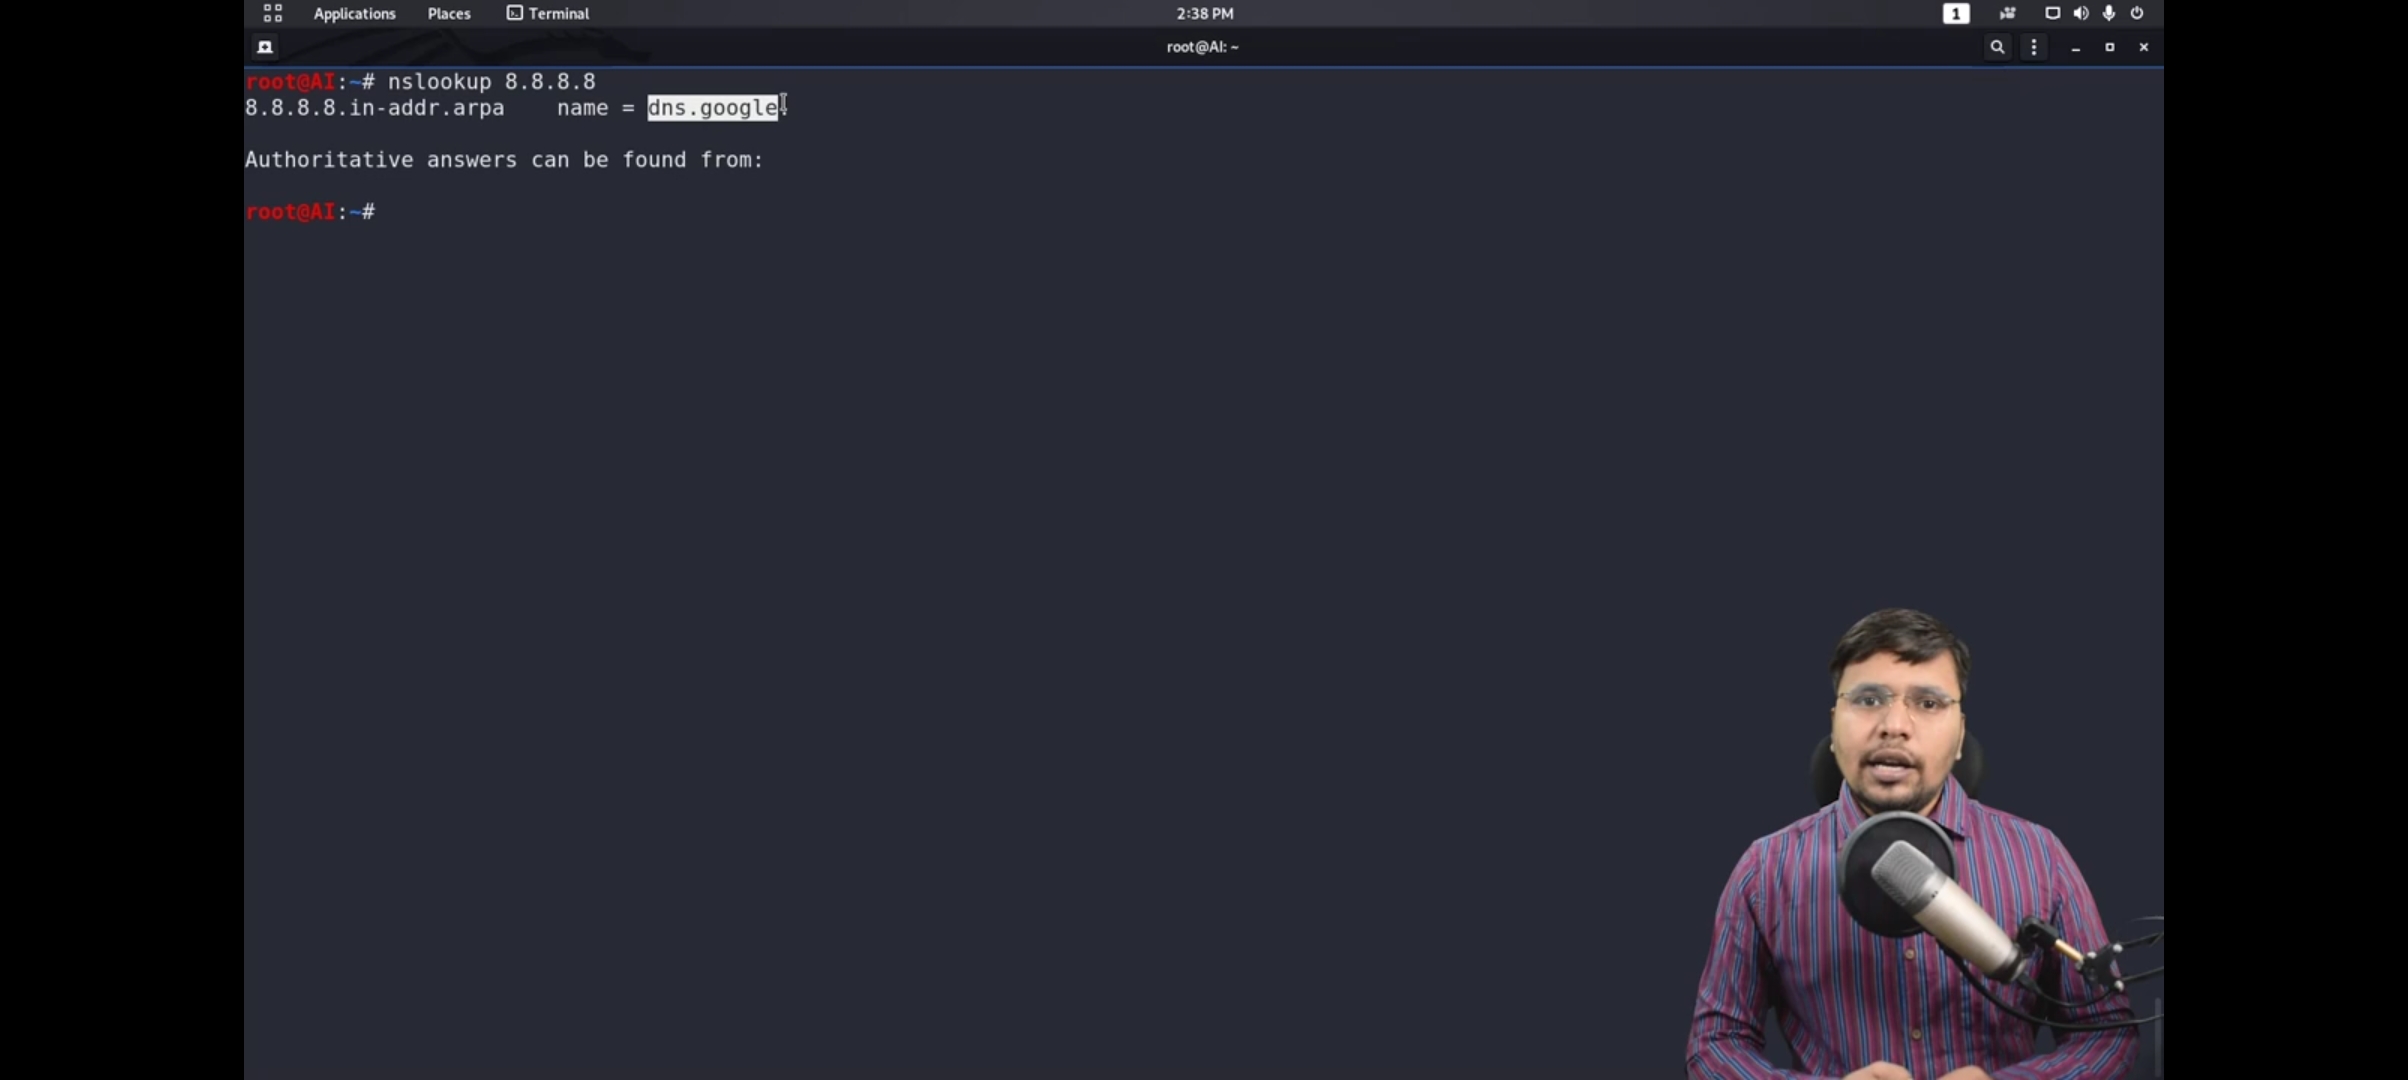 Applications Places Terminal 2:38 PM 1
root@AI: ~
root@AI:~# nslookup 8.8.8.8
8.8.8.8.in-addr.arpa name = dns.google.
Authoritative answers can be found from:
root@AI:~#